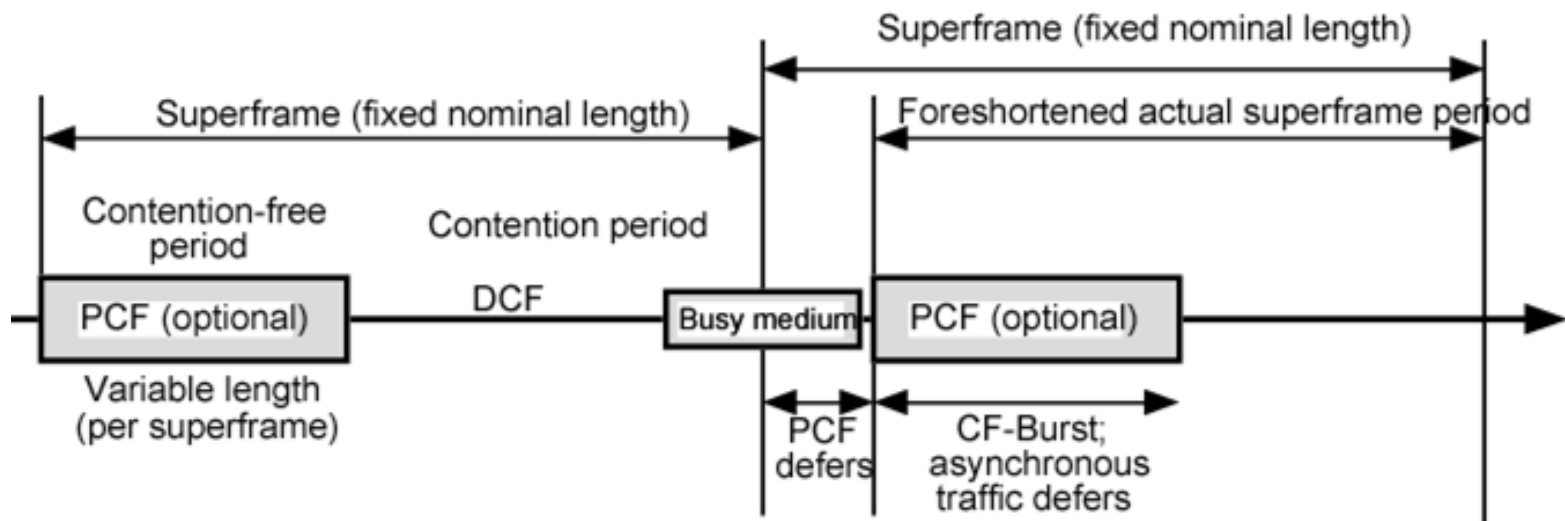 Superframe (fixed nominal length)
Superframe (fixed nominal length)
Foreshortened actual superframe period
Contention-free
period
Contention period
PCF (optional)
DCF
Busy medium
PCF (optional)
Variable length
(per superframe)
PCF
defers
CF-Burst;
asynchronous
traffic defers